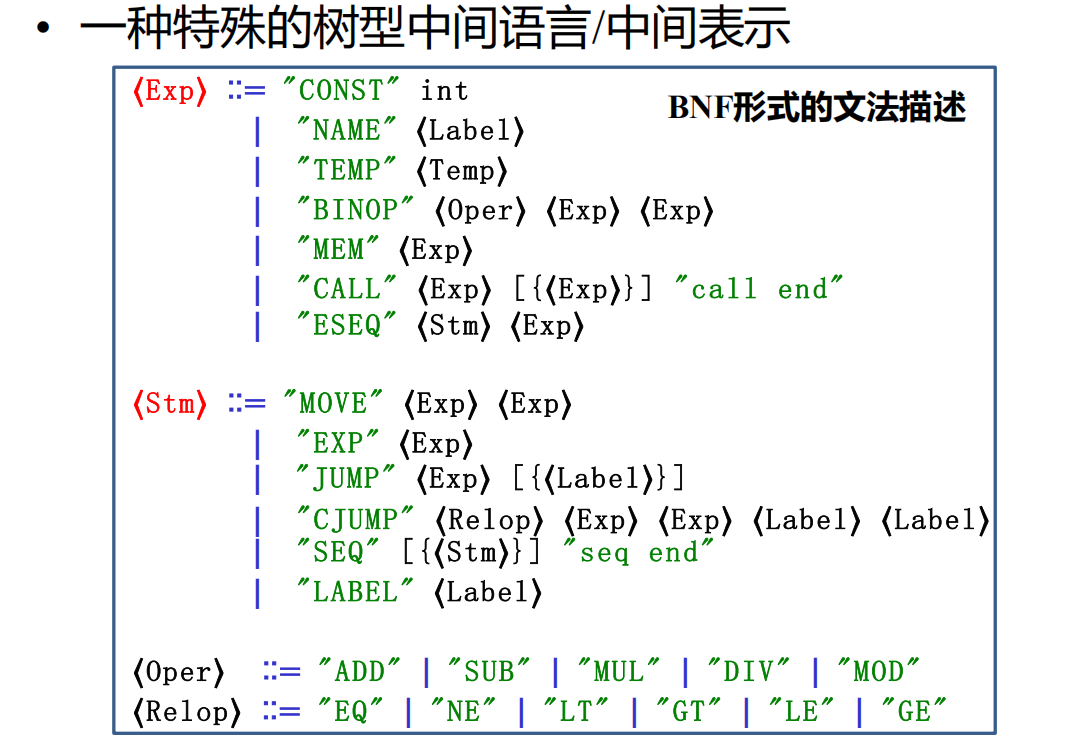 • 一种特殊的树型中间语言/中间表示
BNF形式的文法描述
⟨Exp⟩ ::= "CONST" int
| "NAME" ⟨Label⟩
| "TEMP" ⟨Temp⟩
| "BINOP" ⟨Oper⟩ ⟨Exp⟩ ⟨Exp⟩
| "MEM" ⟨Exp⟩
| "CALL" ⟨Exp⟩ [{⟨Exp⟩}] "call end"
| "ESEQ" ⟨Stm⟩ ⟨Exp⟩
⟨Stm⟩ ::= "MOVE" ⟨Exp⟩ ⟨Exp⟩
| "EXP" ⟨Exp⟩
| "JUMP" ⟨Exp⟩ [{⟨Label⟩}]
| "CJUMP" ⟨Relop⟩ ⟨Exp⟩ ⟨Exp⟩ ⟨Label⟩ ⟨Label⟩
| "SEQ" [{⟨Stm⟩}] "seq end"
| "LABEL" ⟨Label⟩
⟨Oper⟩ ::= "ADD" | "SUB" | "MUL" | "DIV" | "MOD"
⟨Relop⟩ ::= "EQ" | "NE" | "LT" | "GT" | "LE" | "GE"